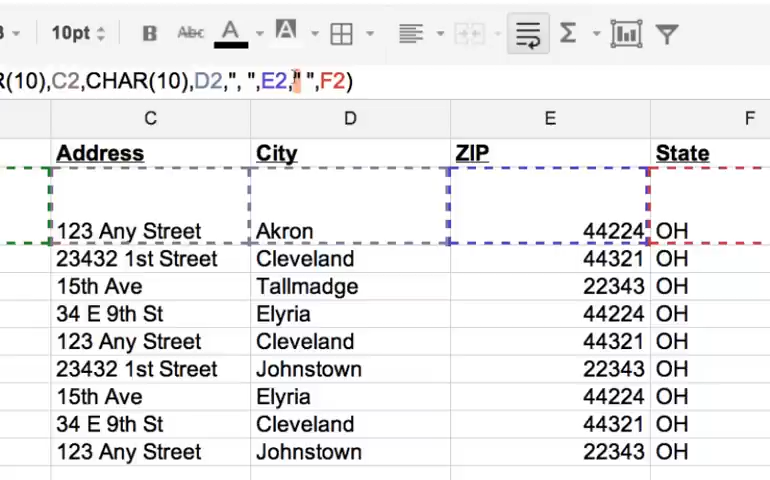 10pt B Abc A A Σ
(10),C2,CHAR(10),D2,", ",E2," ",F2)
C D E F
Address City ZIP State
123 Any Street Akron 44224 OH
23432 1st Street Cleveland 44321 OH
15th Ave Tallmadge 22343 OH
34 E 9th St Elyria 44224 OH
123 Any Street Cleveland 44321 OH
23432 1st Street Johnstown 22343 OH
15th Ave Elyria 44224 OH
34 E 9th St Cleveland 44321 OH
123 Any Street Johnstown 22343 OH